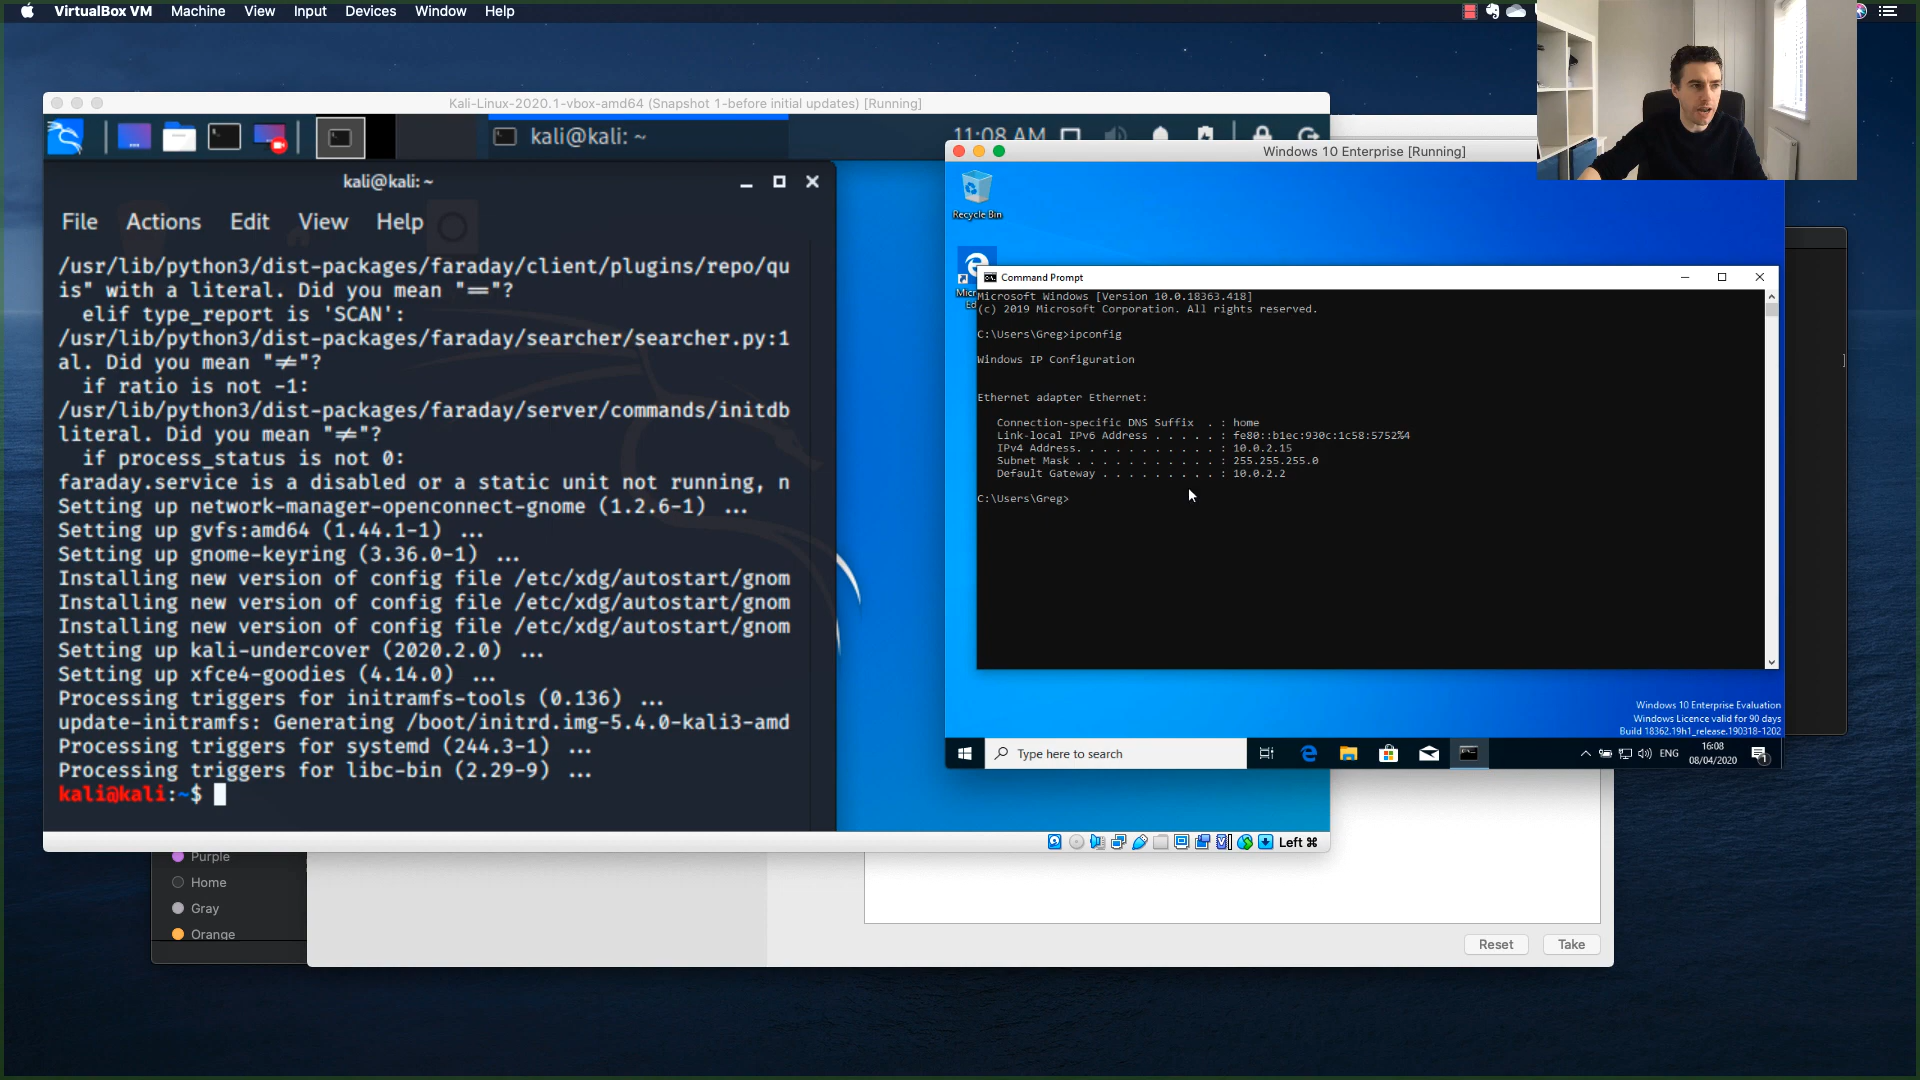 VirtualBox VM Machine View Input Devices Window Help
Kali-Linux-2020.1-vbox-amd64 (Snapshot 1-before initial updates) [Running]
kali@kali: ~
11:08 AM
kali@kali: ~
File Actions Edit View Help
/usr/lib/python3/dist-packages/faraday/client/plugins/repo/qu
is" with a literal. Did you mean "=="?
elif type_report is 'SCAN':
/usr/lib/python3/dist-packages/faraday/searcher/searcher.py:1
al. Did you mean "≠"?
if ratio is not -1:
/usr/lib/python3/dist-packages/faraday/server/commands/initdb
literal. Did you mean "≠"?
if process_status is not 0:
faraday.service is a disabled or a static unit not running, n
Setting up network-manager-openconnect-gnome (1.2.6-1) ...
Setting up gvfs:amd64 (1.44.1-1) ...
Setting up gnome-keyring (3.36.0-1) ...
Installing new version of config file /etc/xdg/autostart/gnom
Installing new version of config file /etc/xdg/autostart/gnom
Installing new version of config file /etc/xdg/autostart/gnom
Setting up kali-undercover (2020.2.0) ...
Setting up xfce4-goodies (4.14.0) ...
Processing triggers for initramfs-tools (0.136) ...
update-initramfs: Generating /boot/initrd.img-5.4.0-kali3-amd
Processing triggers for systemd (244.3-1) ...
Processing triggers for libc-bin (2.29-9) ...
kali@kali:~$
Left ⌘
Windows 10 Enterprise [Running]
Recycle Bin
Command Prompt
Microsoft Windows [Version 10.0.18363.418]
(c) 2019 Microsoft Corporation. All rights reserved.
C:\Users\Greg>ipconfig
Windows IP Configuration
Ethernet adapter Ethernet:
Connection-specific DNS Suffix . : home
Link-local IPv6 Address . . . . . : fe80::b1ec:930c:1c58:5752%4
IPv4 Address. . . . . . . . . . . : 10.0.2.15
Subnet Mask . . . . . . . . . . . : 255.255.255.0
Default Gateway . . . . . . . . . : 10.0.2.2
C:\Users\Greg>
Windows 10 Enterprise Evaluation
Windows Licence valid for 90 days
Build 18362.19h1_release.190318-1202
Type here to search
ENG
16:08
08/04/2020
Purple
Home
Gray
Orange
Reset
Take